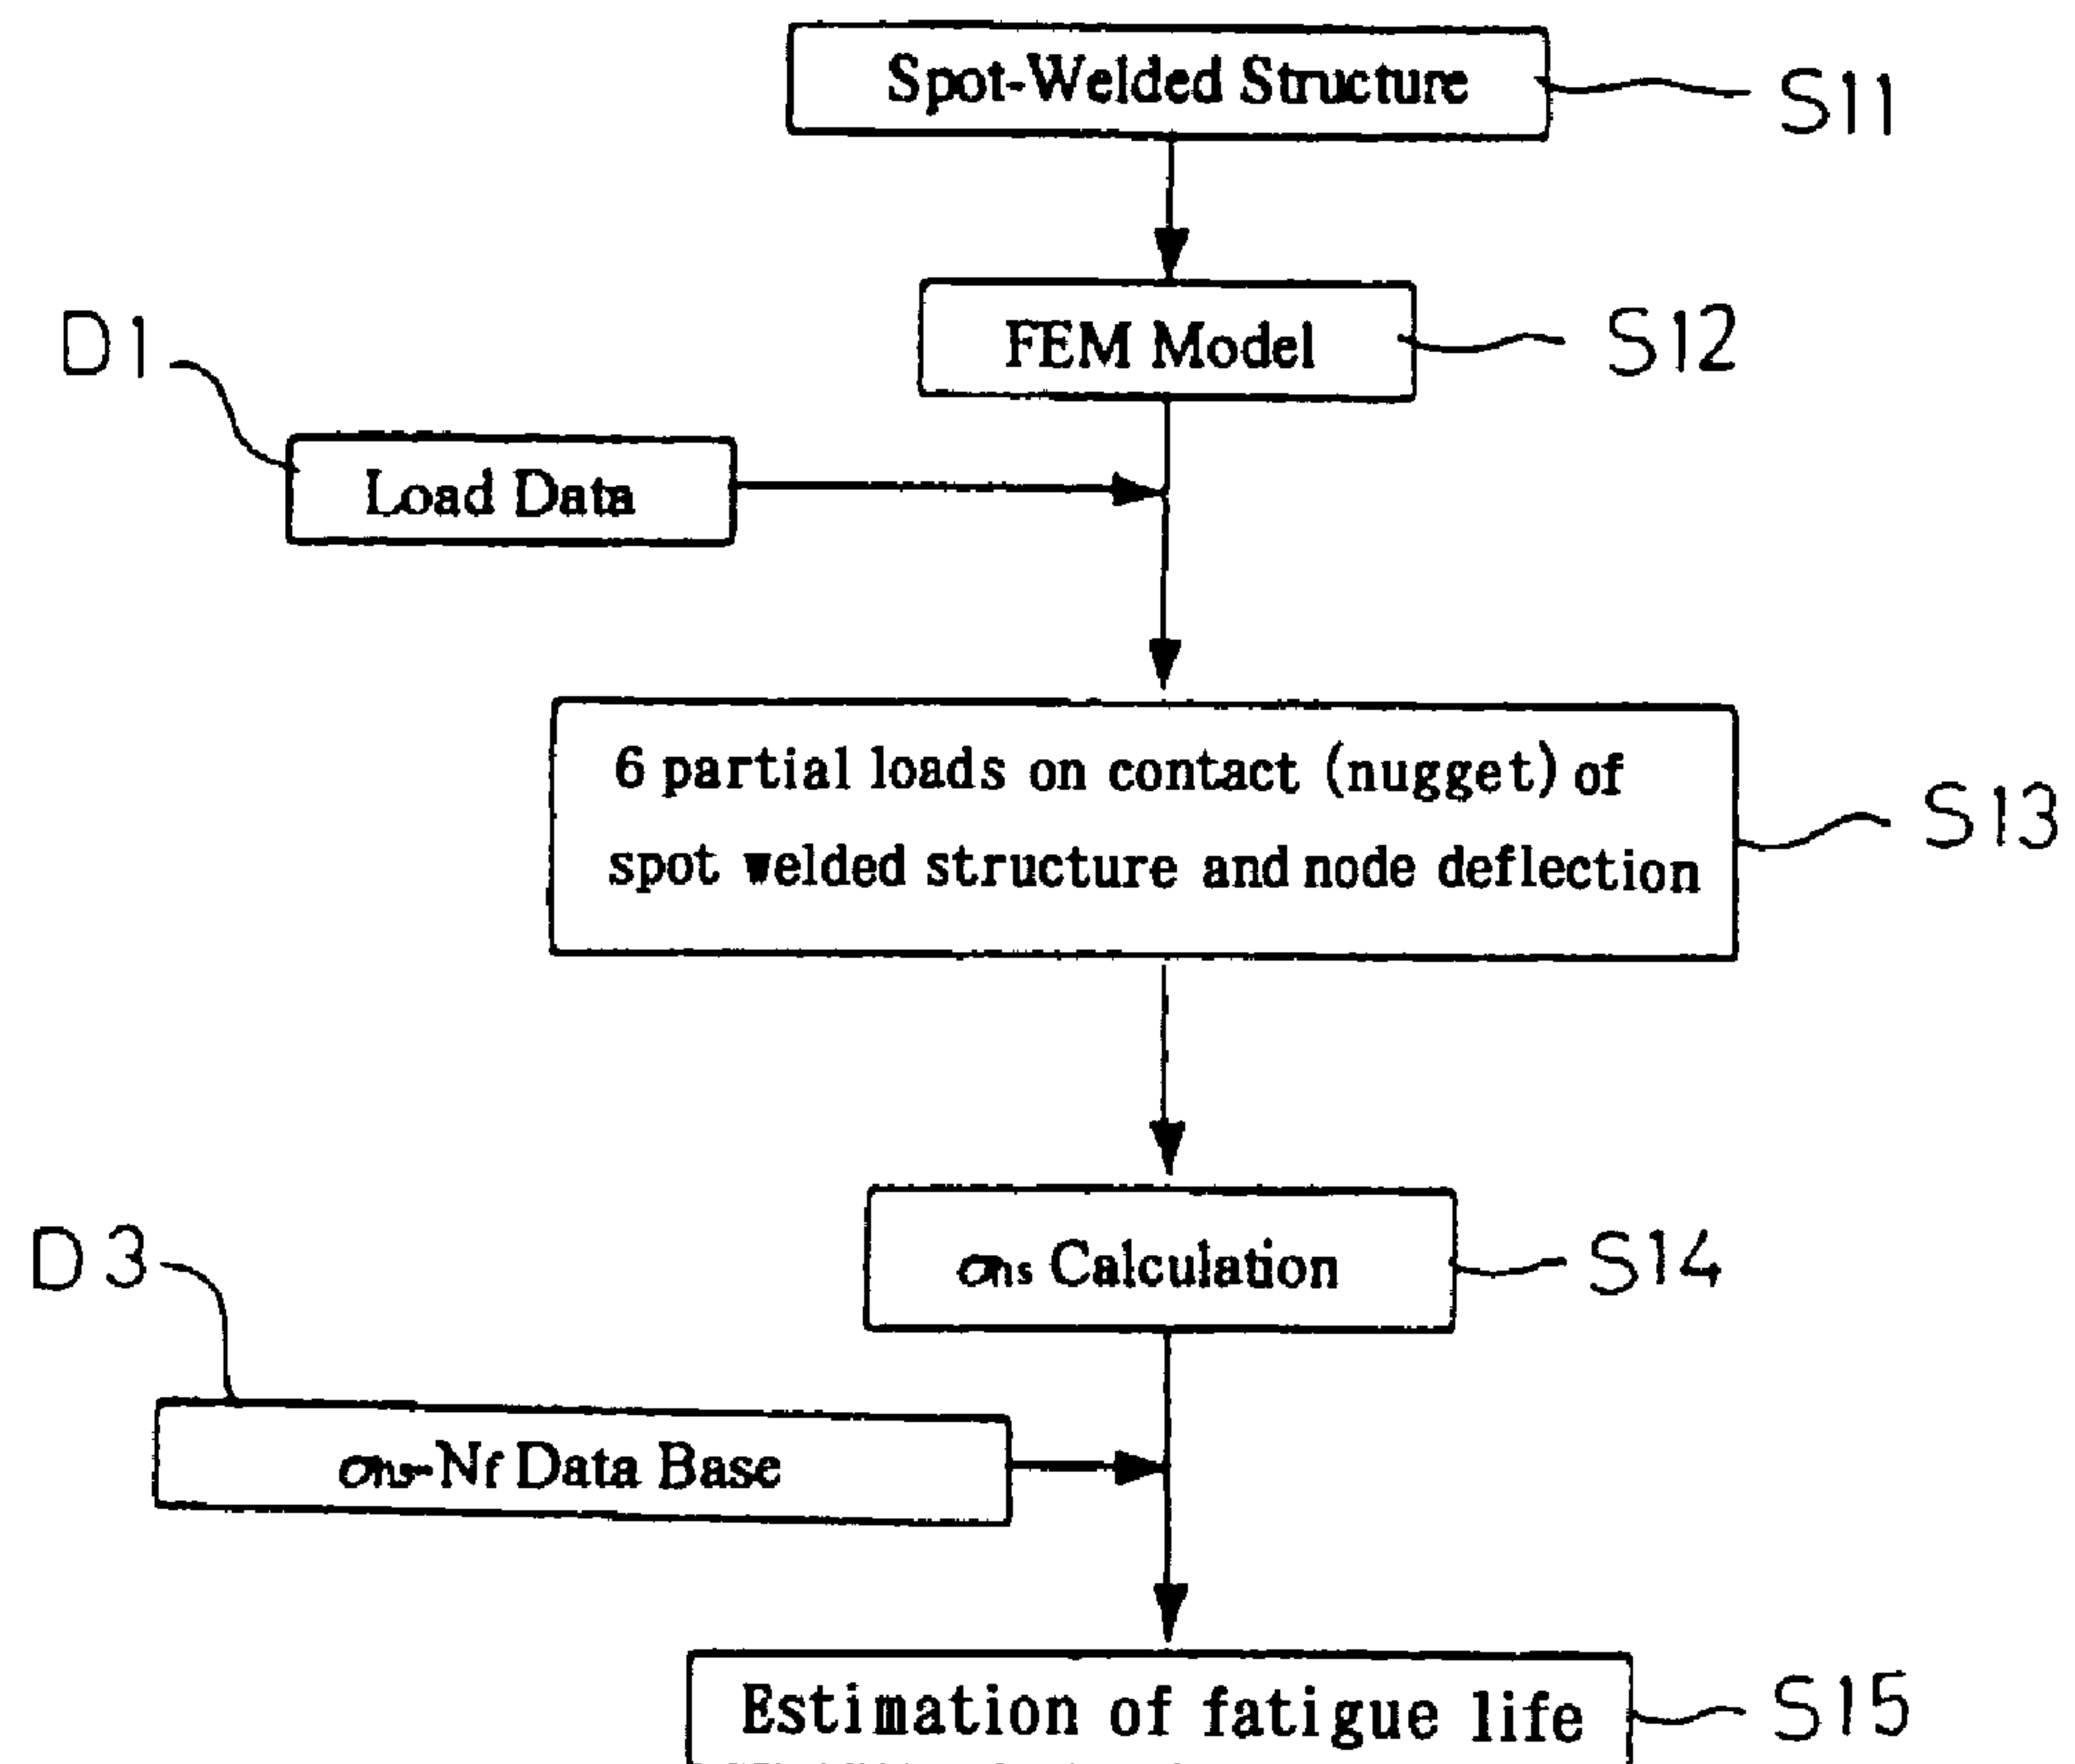 Spot-Welded Structure
S11
FEM Model
S12
D1
Load Data
6 partial loads on contact (nugget) of
spot welded structure and node deflection
S13
σns Calculation
S14
D3
σns-Nf Data Base
Estimation of fatigue life
S15